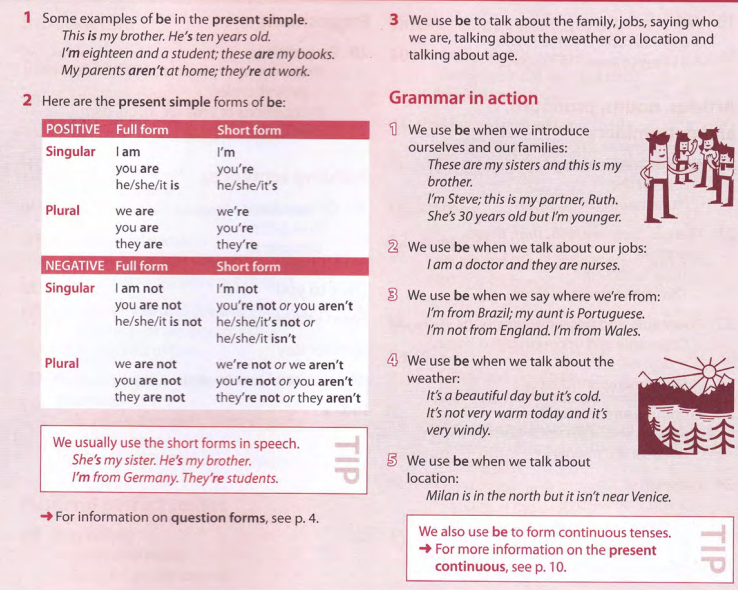 1 Some examples of be in the present simple.
This is my brother. He's ten years old.
I'm eighteen and a student; these are my books.
My parents aren't at home; they're at work.
2 Here are the present simple forms of be:
POSITIVE Full form Short form
Singular I am I'm
you are you're
he/she/it is he/she/it's
Plural we are we're
you are you're
they are they're
NEGATIVE Full form Short form
Singular I am not I'm not
you are not you're not or you aren't
he/she/it is not he/she/it's not or
he/she/it isn't
Plural we are not we're not or we aren't
you are not you're not or you aren't
they are not they're not or they aren't
We usually use the short forms in speech.
She's my sister. He's my brother.
I'm from Germany. They're students.
TIP
→ For information on question forms, see p. 4.
3 We use be to talk about the family, jobs, saying who
we are, talking about the weather or a location and
talking about age.
Grammar in action
1 We use be when we introduce
ourselves and our families:
These are my sisters and this is my
brother.
I'm Steve; this is my partner, Ruth.
She's 30 years old but I'm younger.
2 We use be when we talk about our jobs:
I am a doctor and they are nurses.
3 We use be when we say where we're from:
I'm from Brazil; my aunt is Portuguese.
I'm not from England. I'm from Wales.
4 We use be when we talk about the
weather:
It's a beautiful day but it's cold.
It's not very warm today and it's
very windy.
5 We use be when we talk about
location:
Milan is in the north but it isn't near Venice.
We also use be to form continuous tenses.
→ For more information on the present
continuous, see p. 10.
TIP